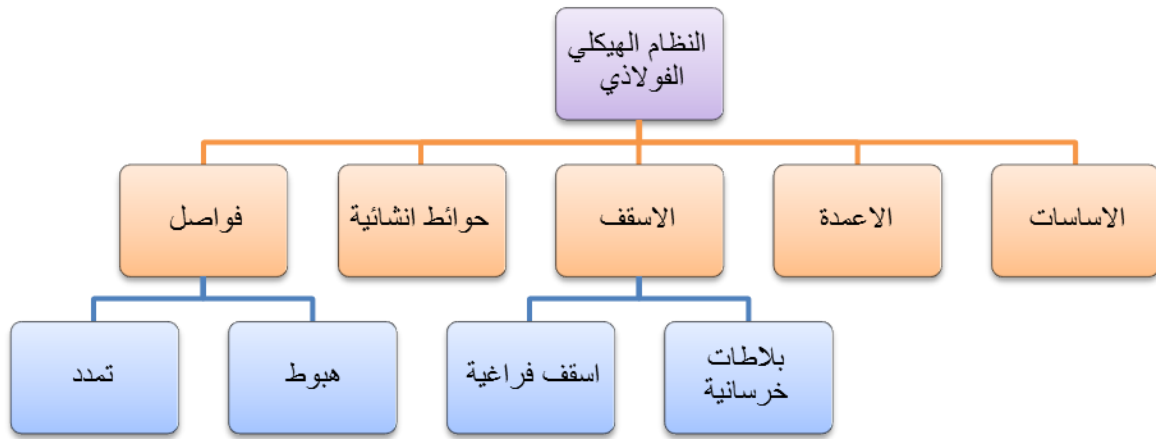 النظام الهيكلي
الفولاذي
الاساسات
الاعمدة
الاسقف
حوائط انشائية
فواصل
بلاطات
خرسانية
اسقف فراغية
هبوط
تمدد